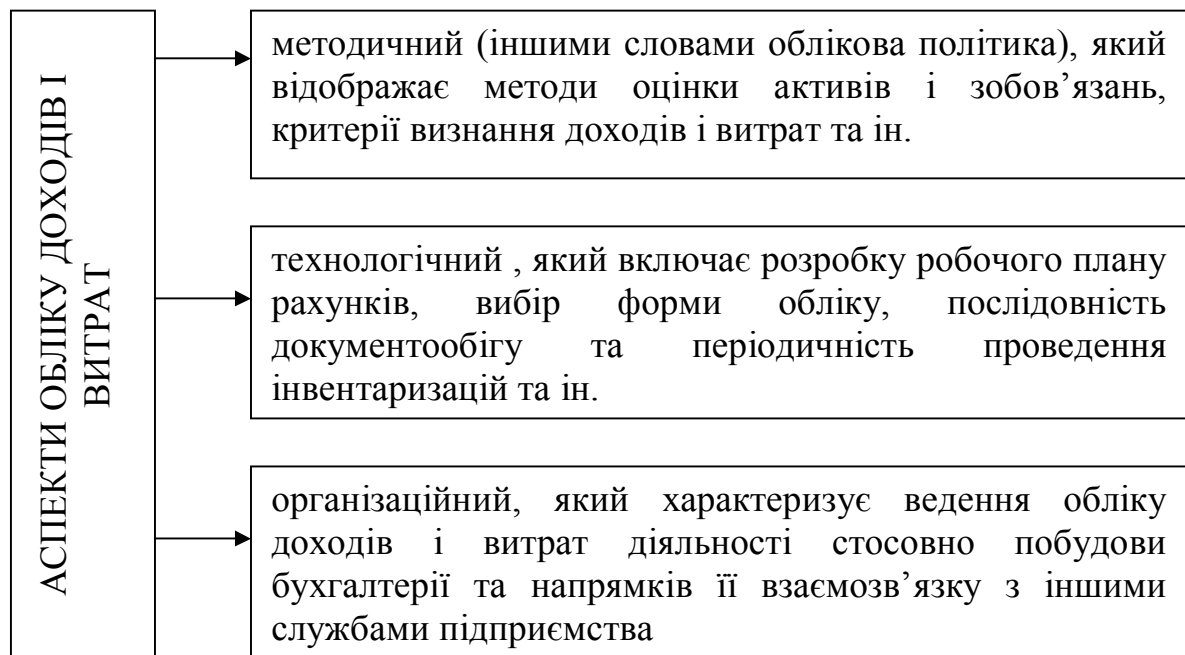 АСПЕКТИ ОБЛІКУ ДОХОДІВ І
ВИТРАТ
методичний (іншими словами облікова політика), який
відображає методи оцінки активів і зобов’язань,
критерії визнання доходів і витрат та ін.
технологічний , який включає розробку робочого плану
рахунків, вибір форми обліку, послідовність
документообігу та періодичність проведення
інвентаризацій та ін.
організаційний, який характеризує ведення обліку
доходів і витрат діяльності стосовно побудови
бухгалтерії та напрямків її взаємозв’язку з іншими
службами підприємства